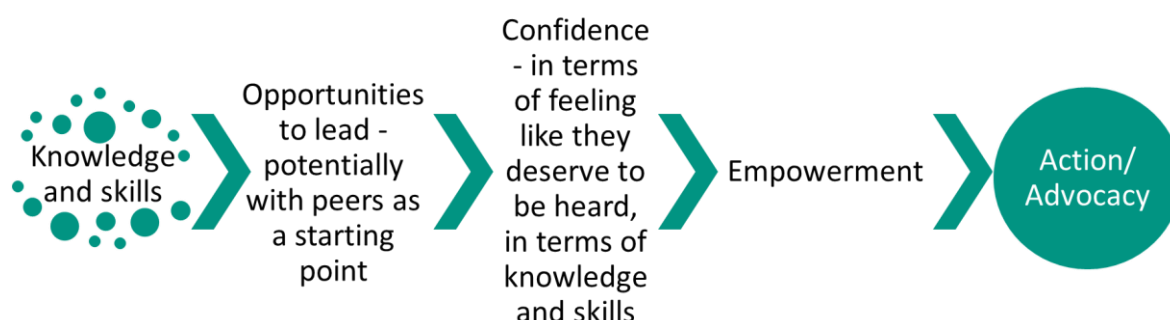 Knowledge
and skills
Opportunities
to lead -
potentially
with peers as
a starting
point
Confidence
- in terms
of feeling
like they
deserve to
be heard,
in terms of
knowledge
and skills
Empowerment
Action/
Advocacy